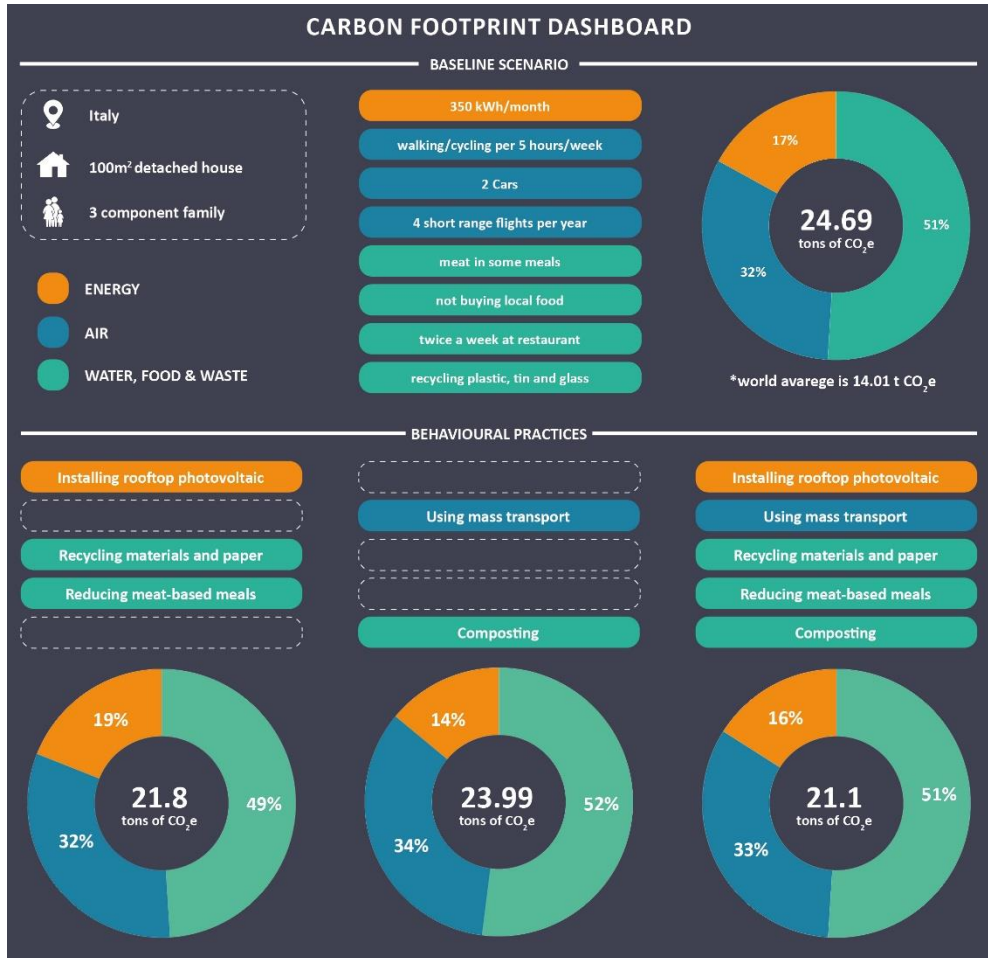 CARBON FOOTPRINT DASHBOARD
BASELINE SCENARIO
Italy
100m² detached house
3 component family
ENERGY
AIR
WATER, FOOD & WASTE
350 kWh/month
walking/cycling per 5 hours/week
2 Cars
4 short range flights per year
meat in some meals
not buying local food
twice a week at restaurant
recycling plastic, tin and glass
17%
32%
51%
24.69
tons of CO₂e
*world avarege is 14.01 t CO₂e
BEHAVIOURAL PRACTICES
Installing rooftop photovoltaic
Recycling materials and paper
Reducing meat-based meals
19%
32%
49%
21.8
tons of CO₂e
Using mass transport
Composting
14%
34%
52%
23.99
tons of CO₂e
Installing rooftop photovoltaic
Using mass transport
Recycling materials and paper
Reducing meat-based meals
Composting
16%
33%
51%
21.1
tons of CO₂e